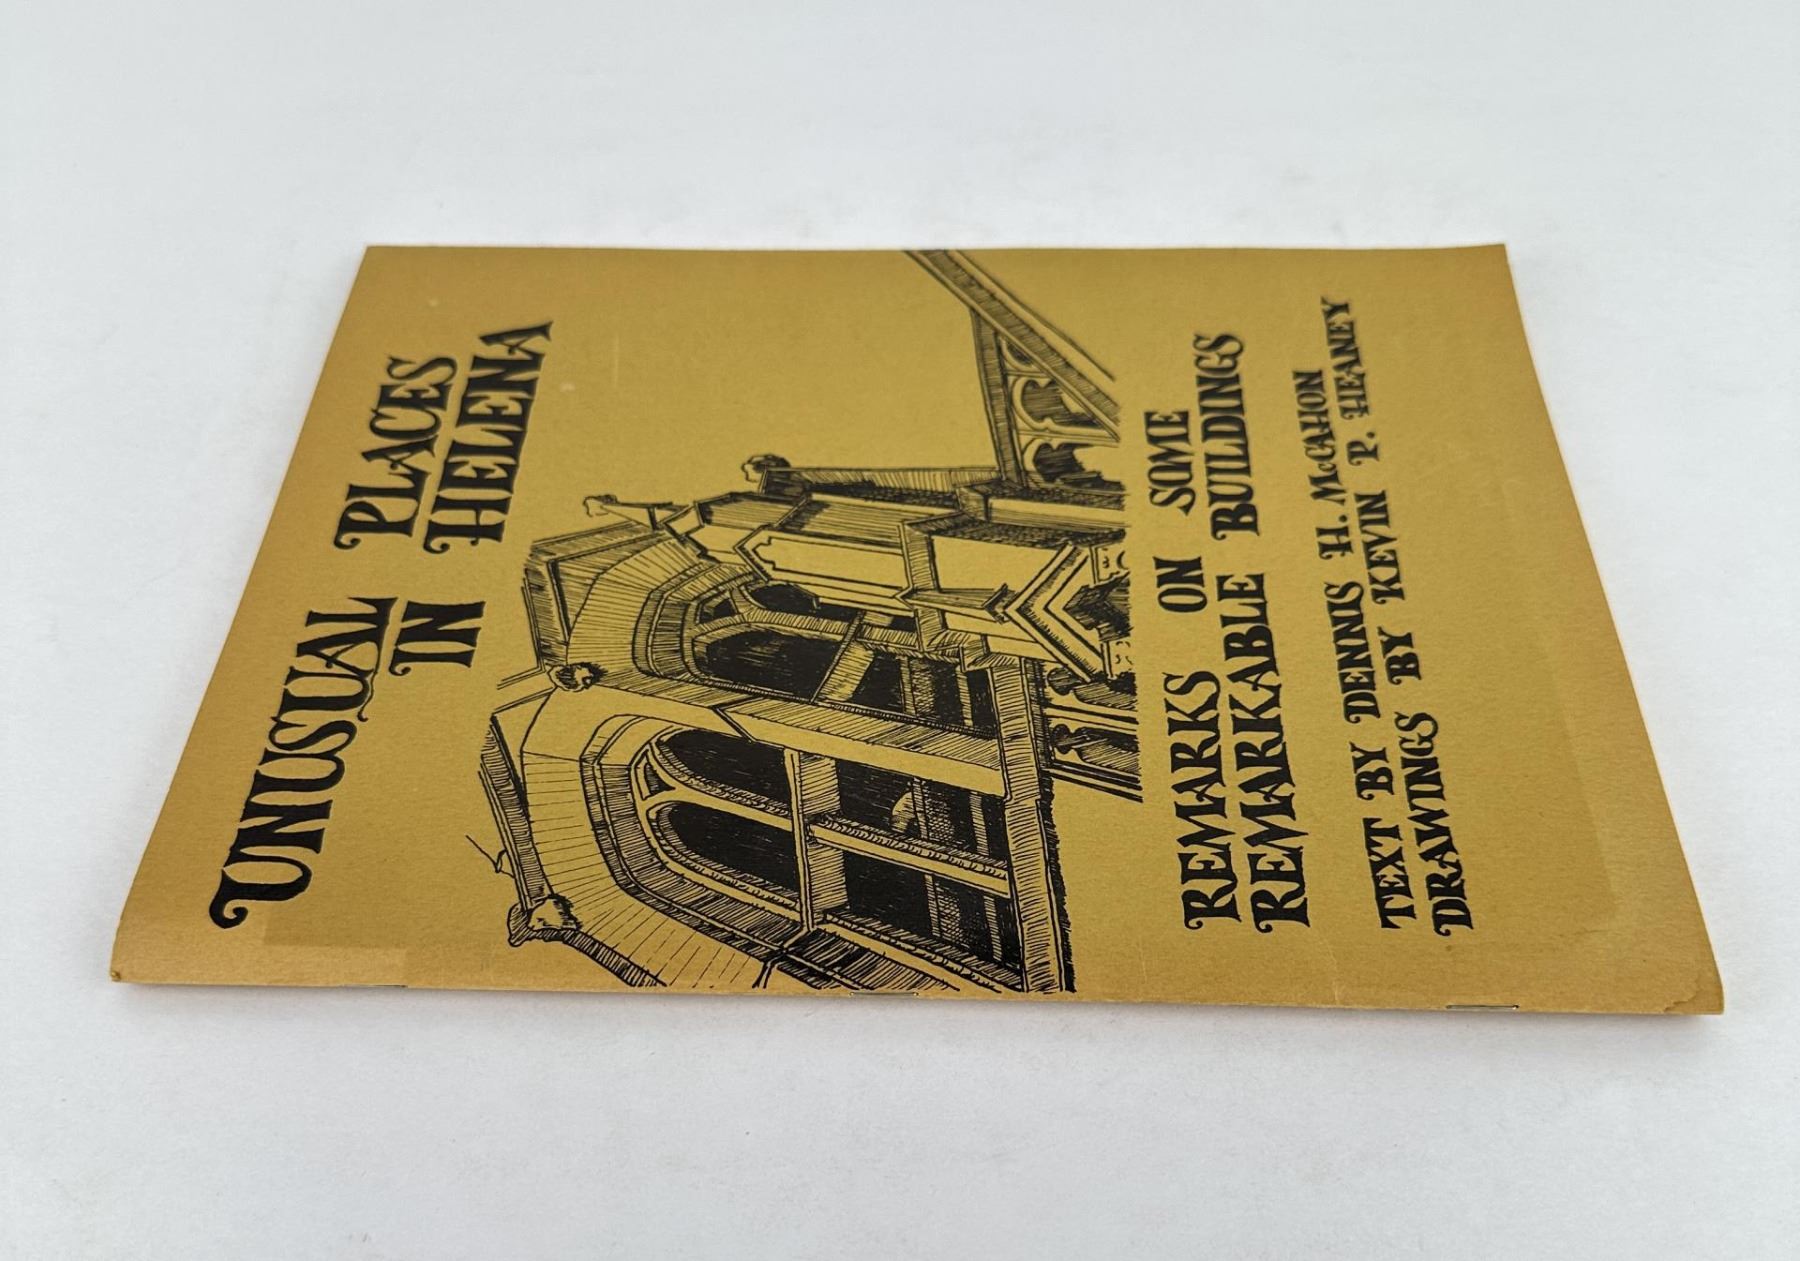 UNUSUAL PLACES
IN HELENA
REMARKS ON SOME
REMARKABLE BUILDINGS
TEXT BY DENNIS H. McCAHON
DRAWINGS BY KEVIN P. HEANEY